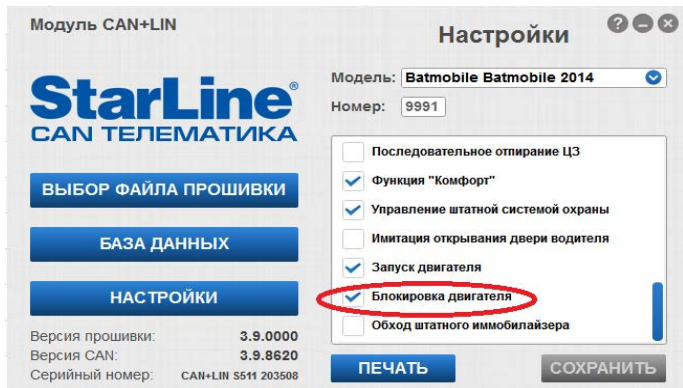 Модуль CAN+LIN
Настройки
StarLine®
CAN ТЕЛЕМАТИКА
ВЫБОР ФАЙЛА ПРОШИВКИ
БАЗА ДАННЫХ
НАСТРОЙКИ
Версия прошивки: 3.9.0000
Версия CAN: 3.9.8620
Серийный номер: CAN+LIN S511 203508
Модель: Batmobile Batmobile 2014
Номер: 9991
Последовательное отпирание ЦЗ
Функция "Комфорт"
Управление штатной системой охраны
Имитация открывания двери водителя
Запуск двигателя
Блокировка двигателя
Обход штатного иммобилайзера
ПЕЧАТЬ
СОХРАНИТЬ